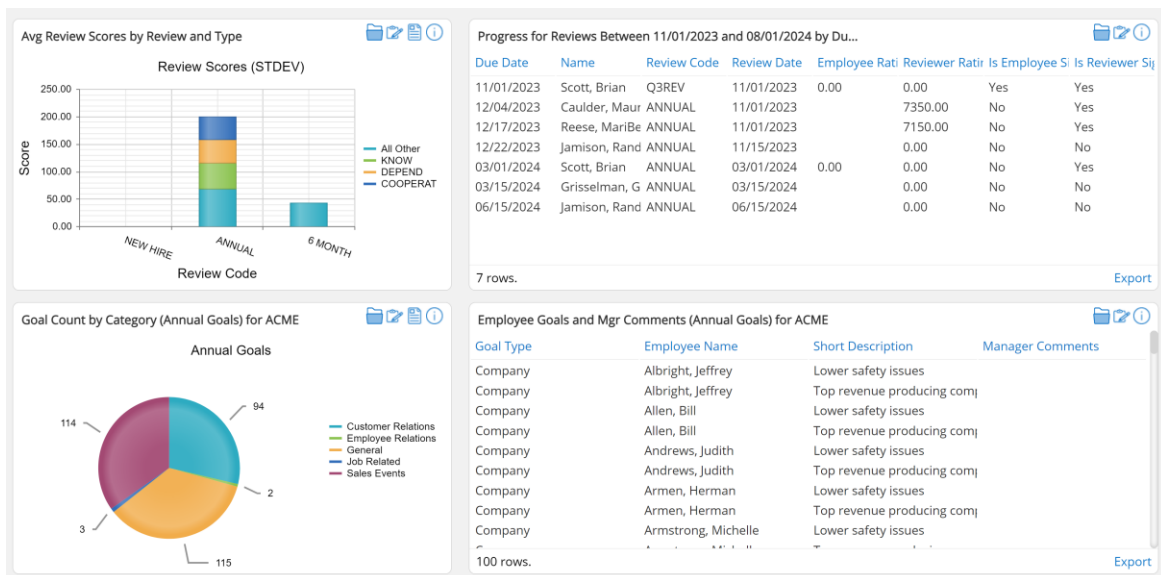 Avg Review Scores by Review and Type
Review Scores (STDEV)
250.00
200.00
150.00
100.00
50.00
0.00
Score
All Other
KNOW
DEPEND
COOPERAT
NEW HIRE
ANNUAL
6 MONTH
Review Code
Progress for Reviews Between 11/01/2023 and 08/01/2024 by Du...
Due Date Name Review Code Review Date Employee Rati Reviewer Ratin Is Employee Si Is Reviewer Sig
11/01/2023 Scott, Brian Q3REV 11/01/2023 0.00 0.00 Yes Yes
12/04/2023 Caulder, Maur ANNUAL 11/01/2023 7350.00 No Yes
12/17/2023 Reese, MariBe ANNUAL 11/01/2023 7150.00 No Yes
12/22/2023 Jamison, Rand ANNUAL 11/15/2023 0.00 No No
03/01/2024 Scott, Brian ANNUAL 03/01/2024 0.00 0.00 No Yes
03/15/2024 Grisselman, G ANNUAL 03/15/2024 0.00 No No
06/15/2024 Jamison, Rand ANNUAL 06/15/2024 0.00 No No
7 rows.
Export
Goal Count by Category (Annual Goals) for ACME
Annual Goals
94
114
2
3
115
Customer Relations
Employee Relations
General
Job Related
Sales Events
Employee Goals and Mgr Comments (Annual Goals) for ACME
Goal Type Employee Name Short Description Manager Comments
Company Albright, Jeffrey Lower safety issues
Company Albright, Jeffrey Top revenue producing comp
Company Allen, Bill Lower safety issues
Company Allen, Bill Top revenue producing comp
Company Andrews, Judith Lower safety issues
Company Andrews, Judith Top revenue producing comp
Company Armen, Herman Lower safety issues
Company Armen, Herman Top revenue producing comp
Company Armstrong, Michelle Lower safety issues
100 rows.
Export